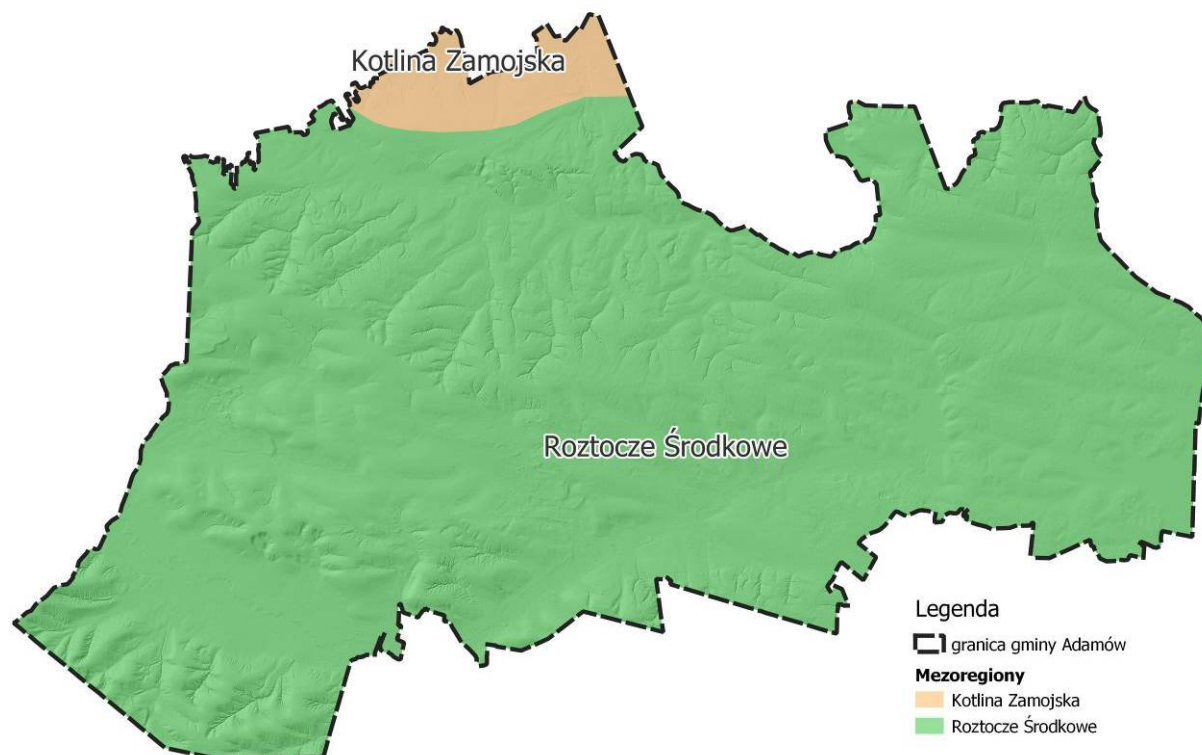 Kotlina Zamojska
Roztocze Środkowe
Legenda
granica gminy Adamów
Mezoregiony
Kotlina Zamojska
Roztocze Środkowe